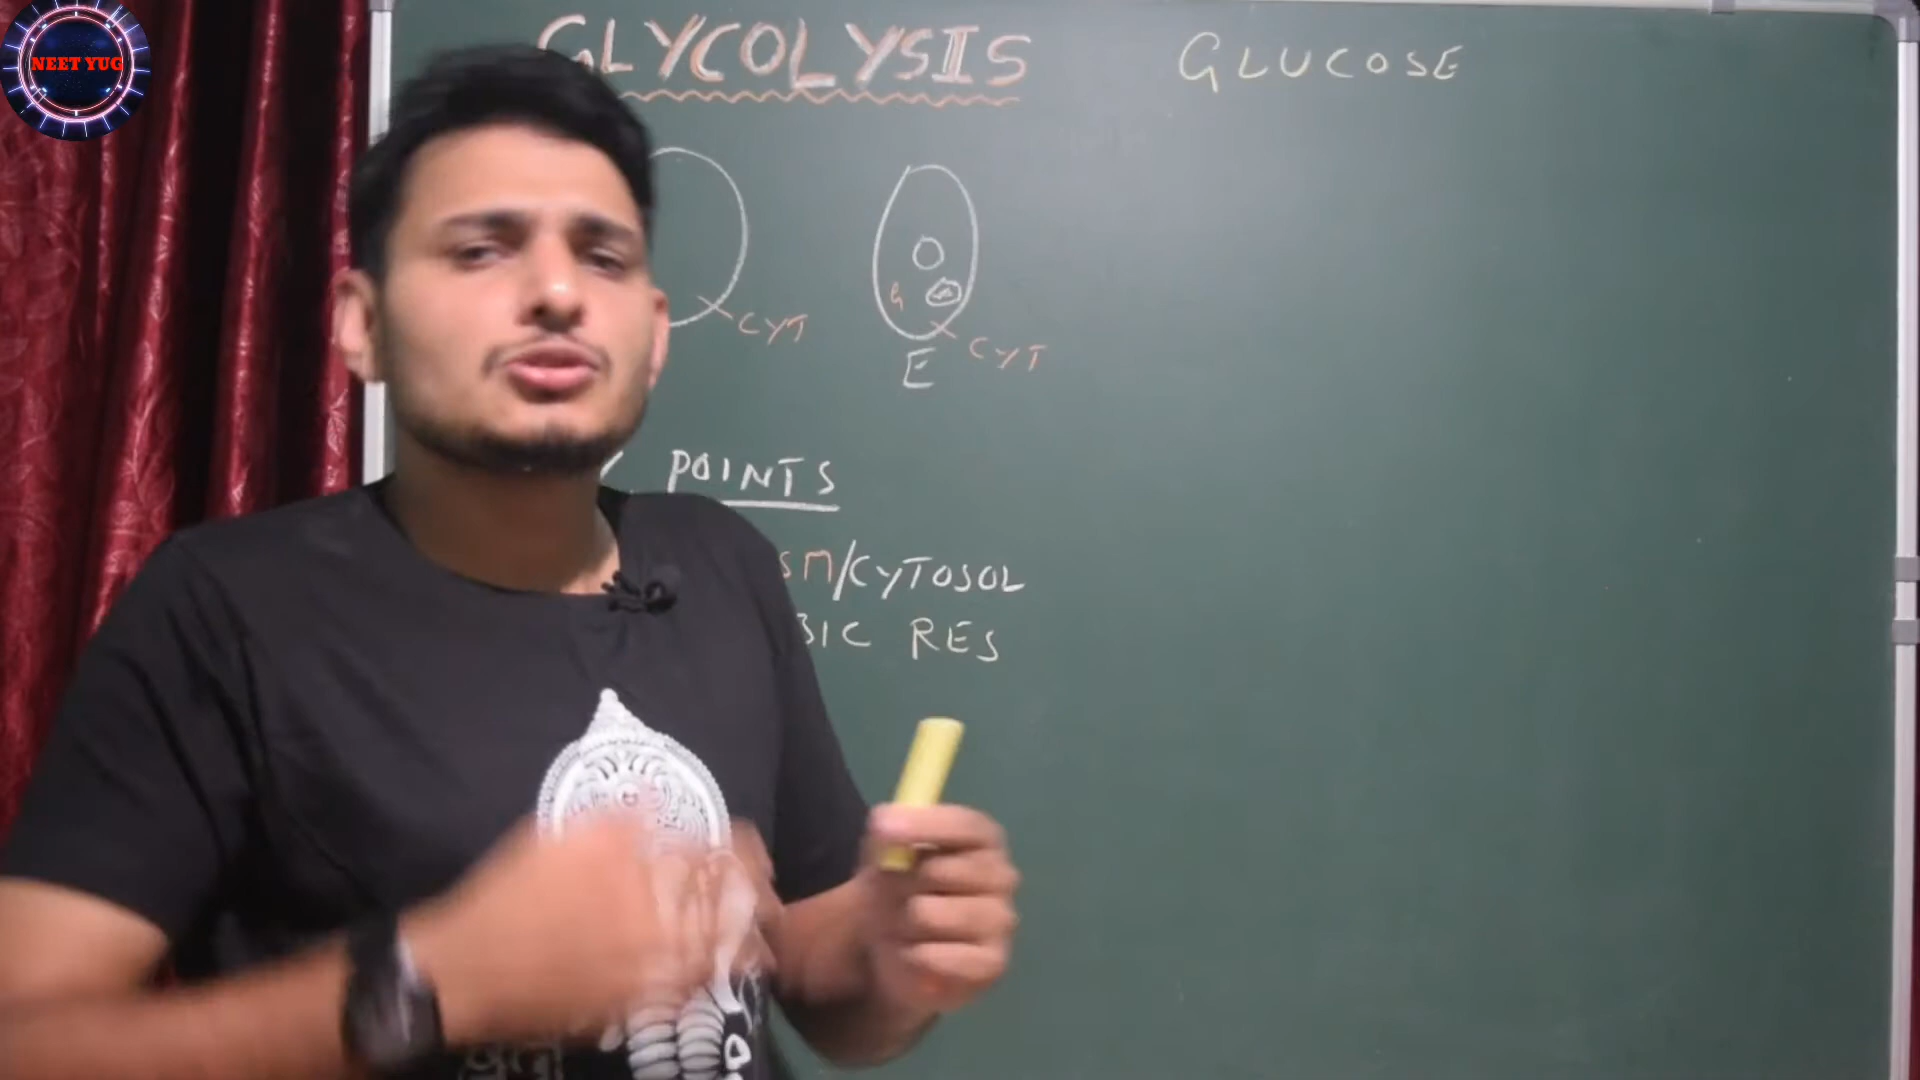 NEET YUG
GLYCOLYSIS
GLUCOSE
CYT
CYT
E
POINTS
SM/CYTOSOL
BIC RES